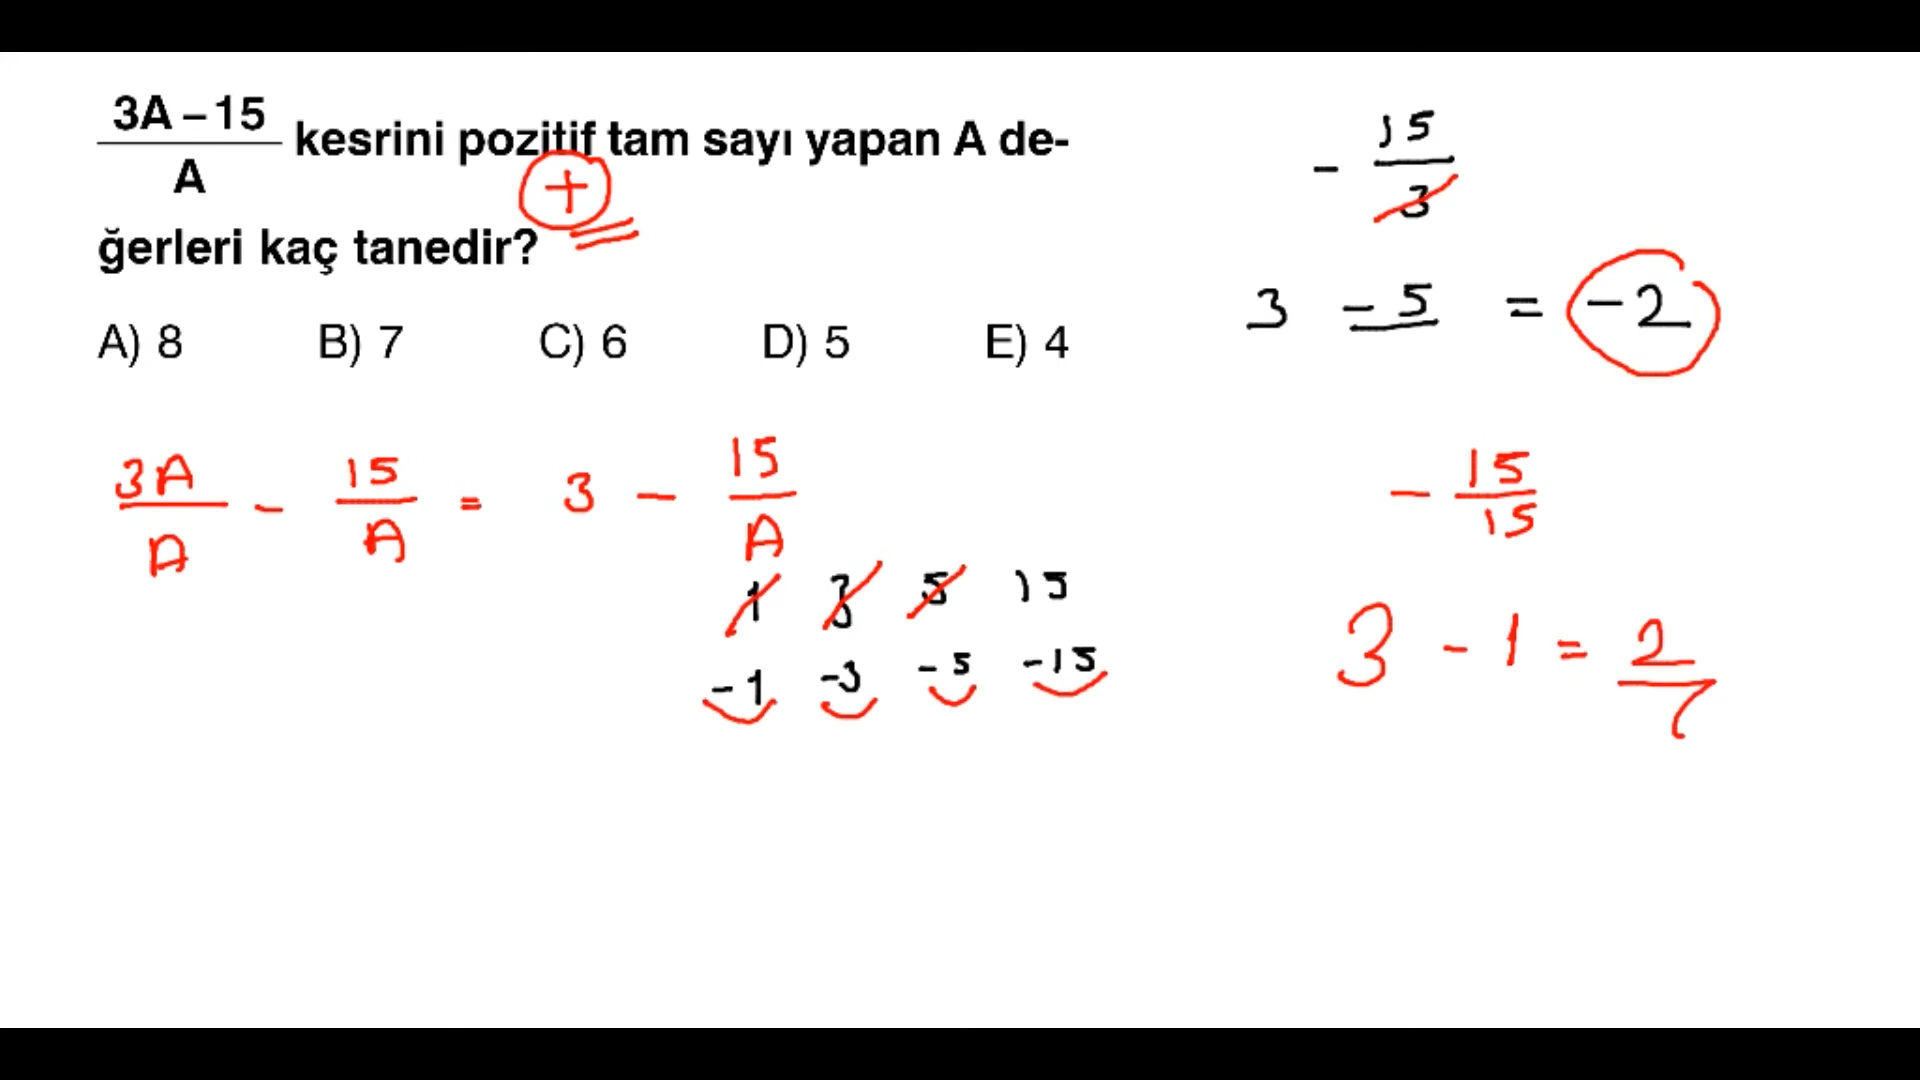 3A – 15
A
kesrini pozitif tam sayı yapan A de-
+
ğerleri kaç tanedir?
A) 8 B) 7 C) 6 D) 5 E) 4
3A/A - 15/A = 3 - 15/A
1 3 5 15
-1 -3 -5 -15
- 15/3
3 - 5 = -2
- 15/15
3 - 1 = 2